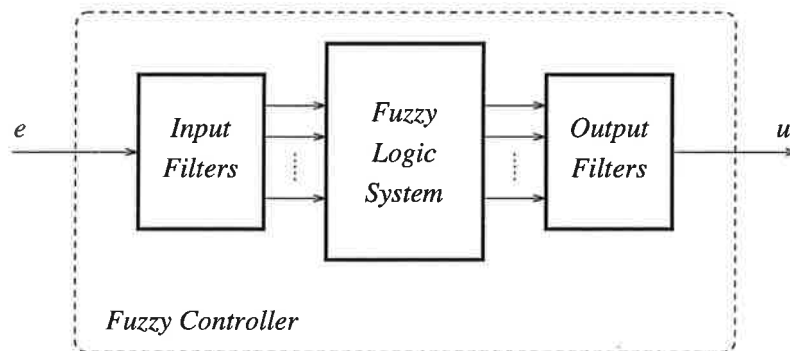 e
Input
Filters
Fuzzy
Logic
System
Output
Filters
u
Fuzzy Controller